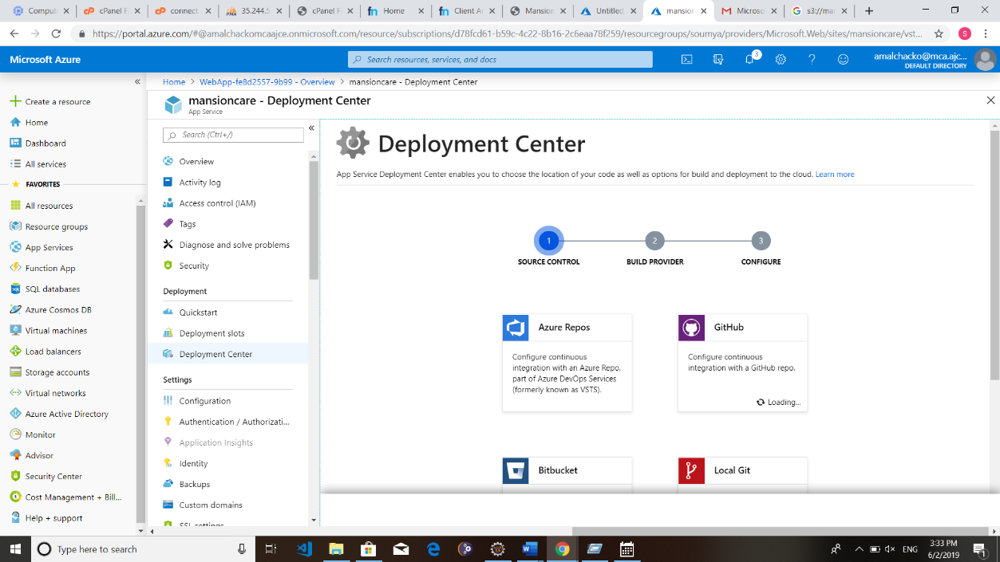 Compute
cPanel F
connect
35.244.5
cPanel F
Home
Client Ar
Mansion
Untitled
mansion
Microso
s3://mar
https://portal.azure.com/#@amalchackomcaajce.onmicrosoft.com/resource/subscriptions/d78fcd61-b59c-4c22-8b16-2c6eaa78f259/resourcegroups/soumya/providers/Microsoft.Web/sites/mansioncare/vst...
S
Microsoft Azure
Search resources, services, and docs
3
amalchacko@mca.ajc...
DEFAULT DIRECTORY
Home > WebApp-fe8d2557-9b99 - Overview > mansioncare - Deployment Center
mansioncare - Deployment Center
App Service
Create a resource
Home
Dashboard
All services
FAVORITES
All resources
Resource groups
App Services
Function App
SQL databases
Azure Cosmos DB
Virtual machines
Load balancers
Storage accounts
Virtual networks
Azure Active Directory
Monitor
Advisor
Security Center
Cost Management + Bill...
Help + support
Search (Ctrl+/)
Overview
Activity log
Access control (IAM)
Tags
Diagnose and solve problems
Security
Deployment
Quickstart
Deployment slots
Deployment Center
Settings
Configuration
Authentication / Authorizati...
Application Insights
Identity
Backups
Custom domains
SSL settings
Deployment Center
App Service Deployment Center enables you to choose the location of your code as well as options for build and deployment to the cloud. Learn more
1
2
3
SOURCE CONTROL
BUILD PROVIDER
CONFIGURE
Azure Repos
Configure continuous
integration with an Azure Repo,
part of Azure DevOps Services
(formerly known as VSTS).
GitHub
Configure continuous
integration with a GitHub repo.
Loading...
Bitbucket
Local Git
Type here to search
ENG
3:33 PM
6/2/2019
1